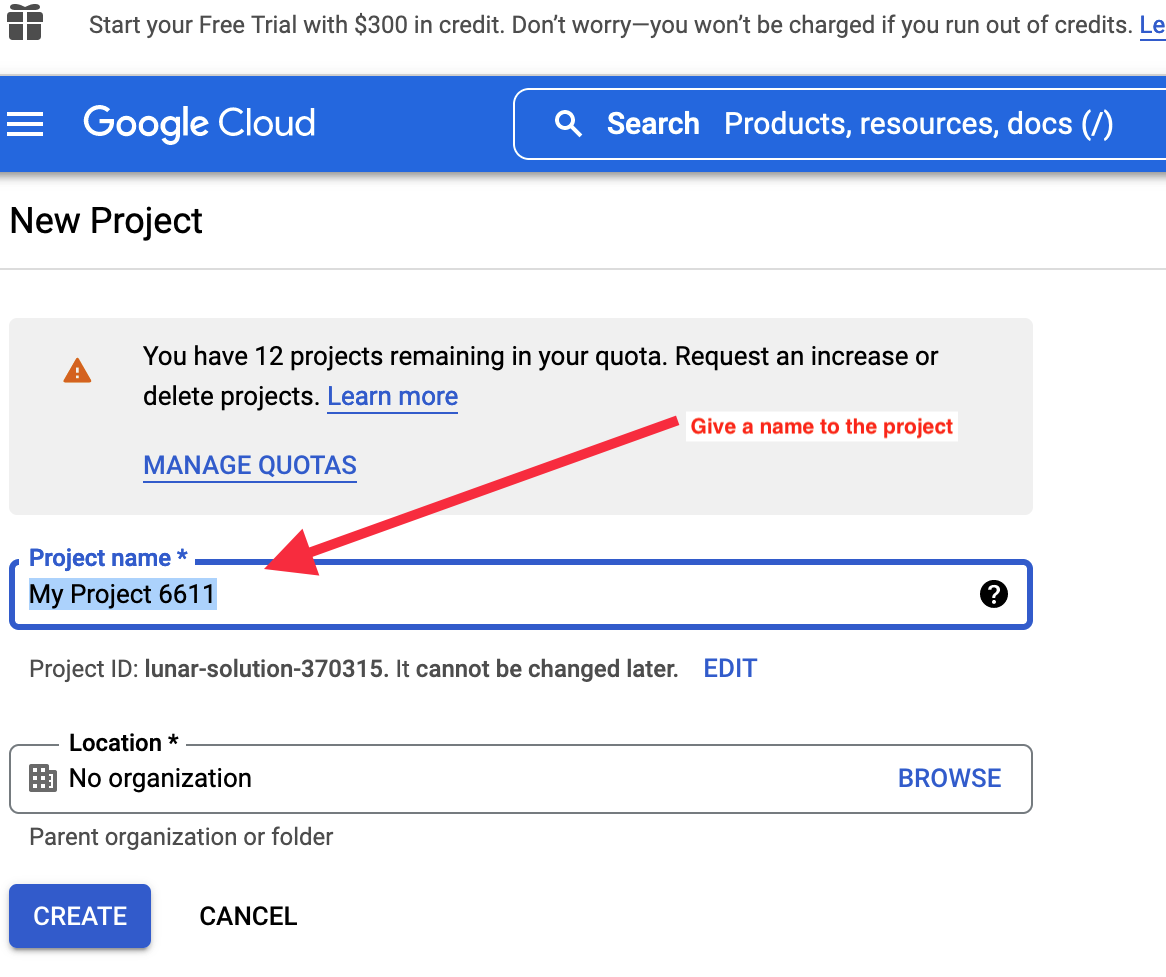 Start your Free Trial with $300 in credit. Don’t worry—you won’t be charged if you run out of credits. Le
Google Cloud
Search Products, resources, docs (/)
New Project
You have 12 projects remaining in your quota. Request an increase or
delete projects. Learn more
Give a name to the project
MANAGE QUOTAS
Project name *
My Project 6611
Project ID: lunar-solution-370315. It cannot be changed later. EDIT
Location *
No organization BROWSE
Parent organization or folder
CREATE CANCEL